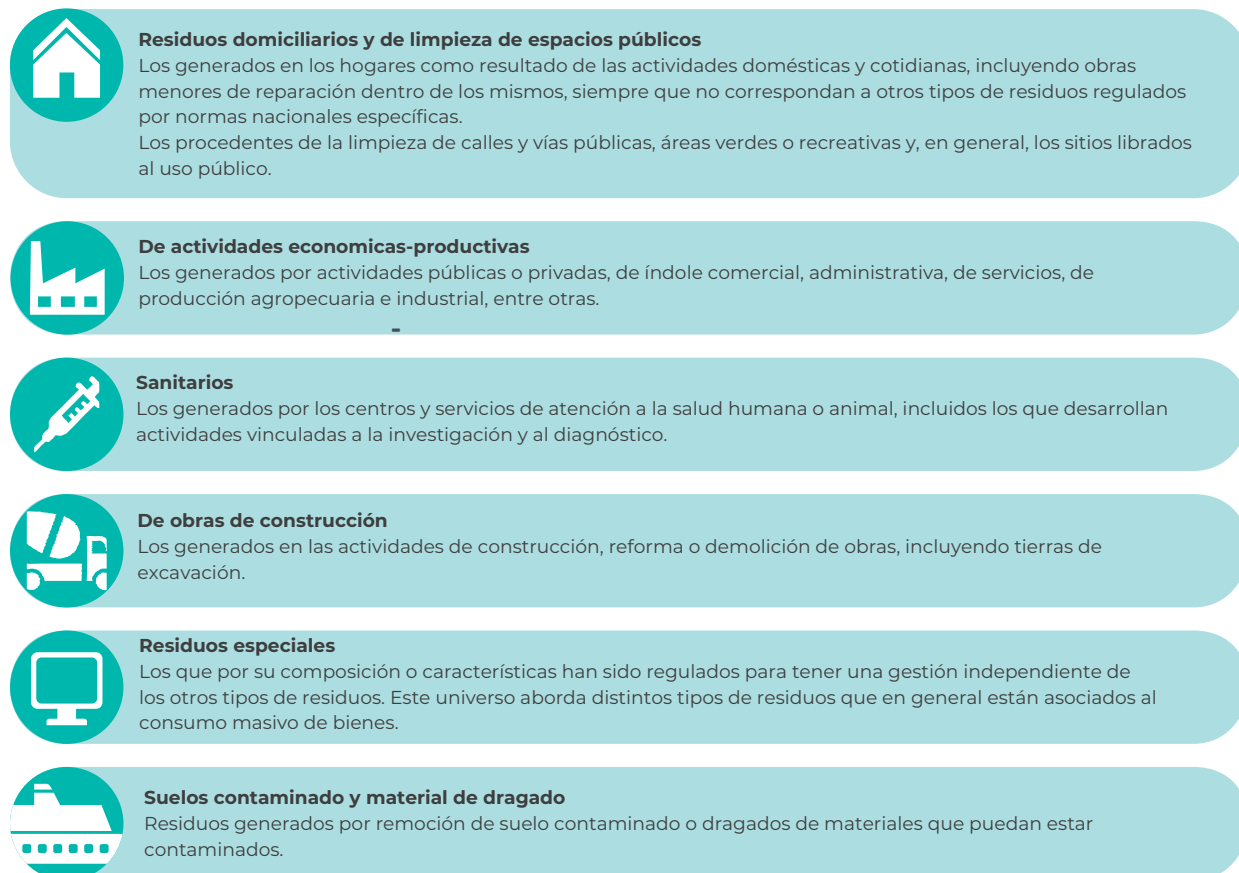 Residuos domiciliarios y de limpieza de espacios públicos
Los generados en los hogares como resultado de las actividades domésticas y cotidianas, incluyendo obras
menores de reparación dentro de los mismos, siempre que no correspondan a otros tipos de residuos regulados
por normas nacionales específicas.
Los procedentes de la limpieza de calles y vías públicas, áreas verdes o recreativas y, en general, los sitios librados
al uso público.
De actividades economicas-productivas
Los generados por actividades públicas o privadas, de índole comercial, administrativa, de servicios, de
producción agropecuaria e industrial, entre otras.
-
Sanitarios
Los generados por los centros y servicios de atención a la salud humana o animal, incluidos los que desarrollan
actividades vinculadas a la investigación y al diagnóstico.
De obras de construcción
Los generados en las actividades de construcción, reforma o demolición de obras, incluyendo tierras de
excavación.
Residuos especiales
Los que por su composición o características han sido regulados para tener una gestión independiente de
los otros tipos de residuos. Este universo aborda distintos tipos de residuos que en general están asociados al
consumo masivo de bienes.
Suelos contaminado y material de dragado
Residuos generados por remoción de suelo contaminado o dragados de materiales que puedan estar
contaminados.